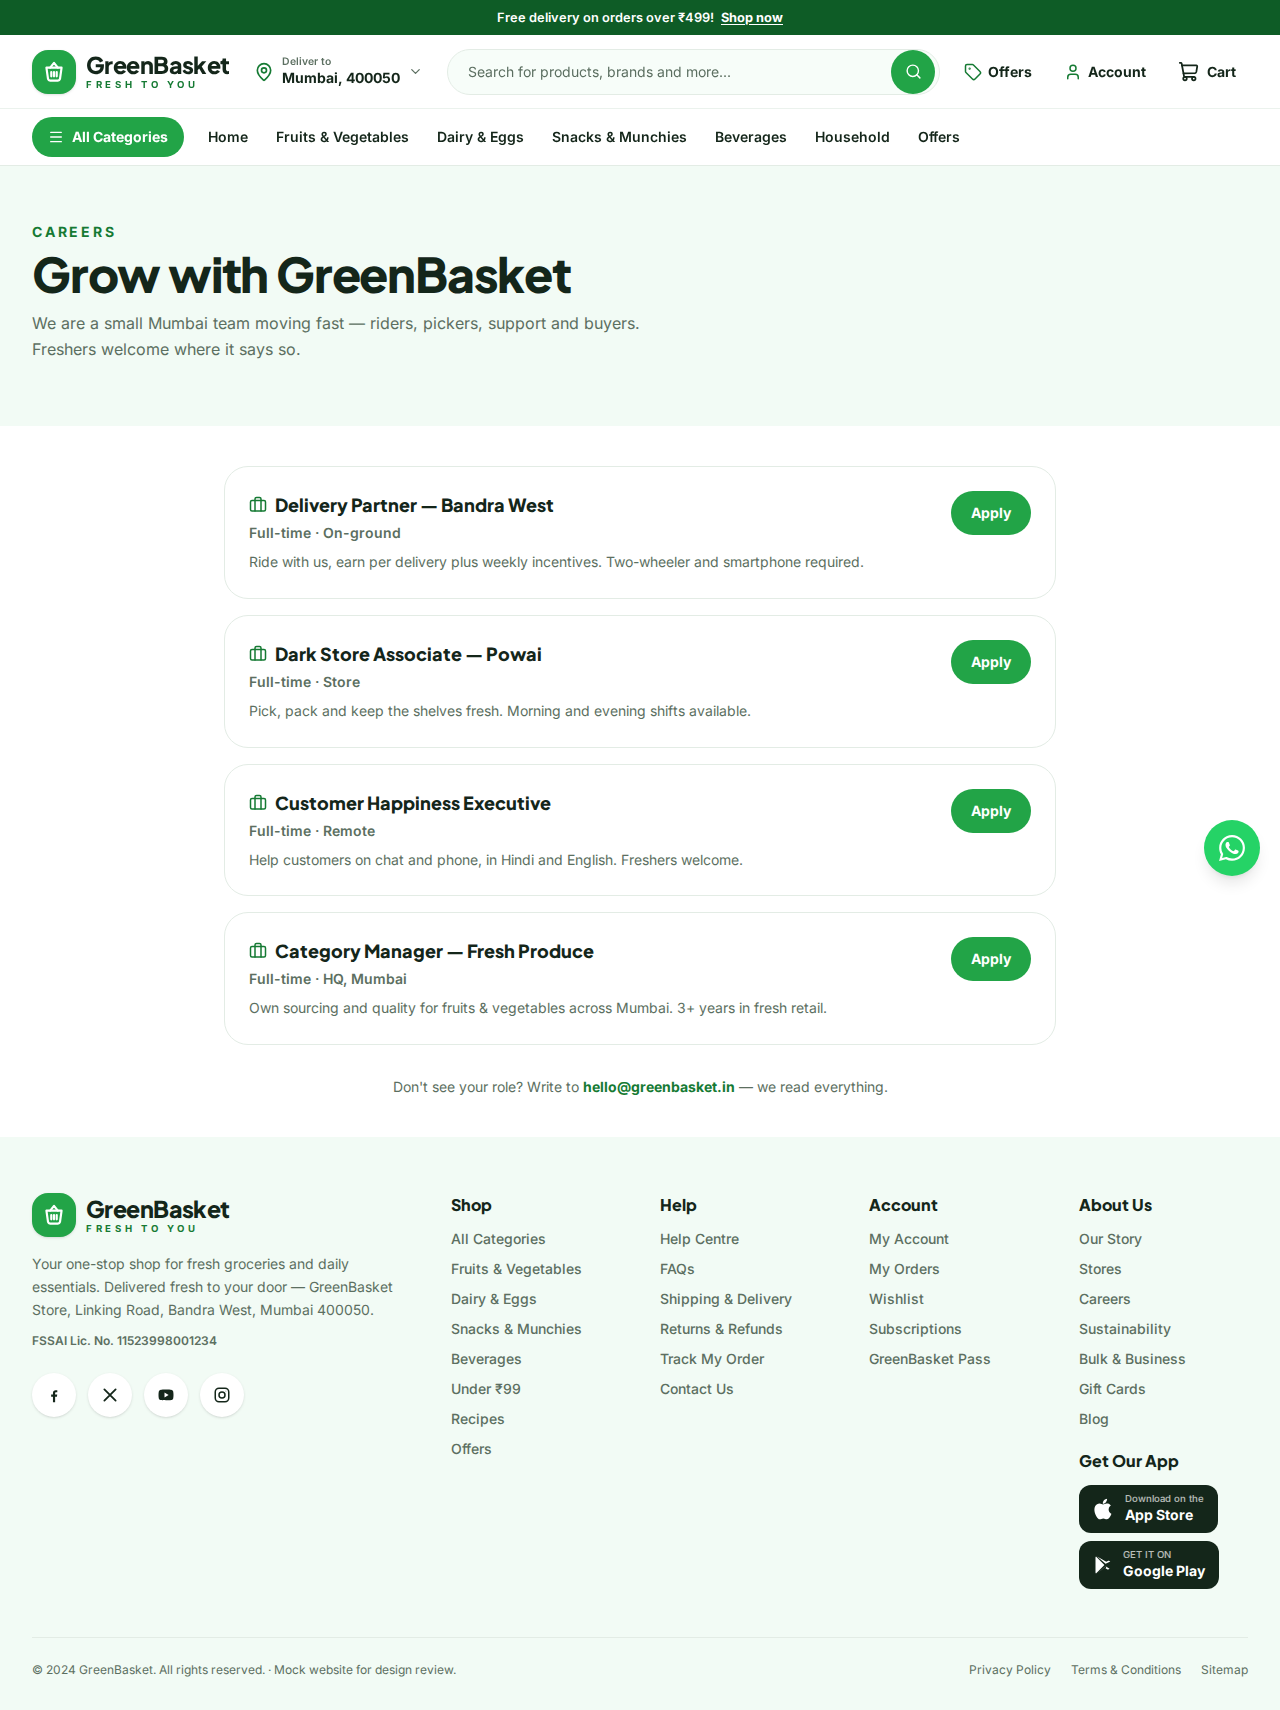 Free delivery on orders over ₹499! Shop now
GreenBasket
FRESH TO YOU
Deliver to
Mumbai, 400050
Search for products, brands and more...
Offers
Account
Cart
All Categories
Home
Fruits & Vegetables
Dairy & Eggs
Snacks & Munchies
Beverages
Household
Offers
CAREERS
Grow with GreenBasket
We are a small Mumbai team moving fast — riders, pickers, support and buyers.
Freshers welcome where it says so.
Delivery Partner — Bandra West
Full-time · On-ground
Ride with us, earn per delivery plus weekly incentives. Two-wheeler and smartphone required.
Apply
Dark Store Associate — Powai
Full-time · Store
Pick, pack and keep the shelves fresh. Morning and evening shifts available.
Apply
Customer Happiness Executive
Full-time · Remote
Help customers on chat and phone, in Hindi and English. Freshers welcome.
Apply
Category Manager — Fresh Produce
Full-time · HQ, Mumbai
Own sourcing and quality for fruits & vegetables across Mumbai. 3+ years in fresh retail.
Apply
Don't see your role? Write to hello@greenbasket.in — we read everything.
GreenBasket
FRESH TO YOU
Your one-stop shop for fresh groceries and daily
essentials. Delivered fresh to your door — GreenBasket
Store, Linking Road, Bandra West, Mumbai 400050.
FSSAI Lic. No. 11523998001234
Shop
All Categories
Fruits & Vegetables
Dairy & Eggs
Snacks & Munchies
Beverages
Under ₹99
Recipes
Offers
Help
Help Centre
FAQs
Shipping & Delivery
Returns & Refunds
Track My Order
Contact Us
Account
My Account
My Orders
Wishlist
Subscriptions
GreenBasket Pass
About Us
Our Story
Stores
Careers
Sustainability
Bulk & Business
Gift Cards
Blog
Get Our App
Download on the
App Store
GET IT ON
Google Play
© 2024 GreenBasket. All rights reserved. · Mock website for design review.
Privacy Policy
Terms & Conditions
Sitemap